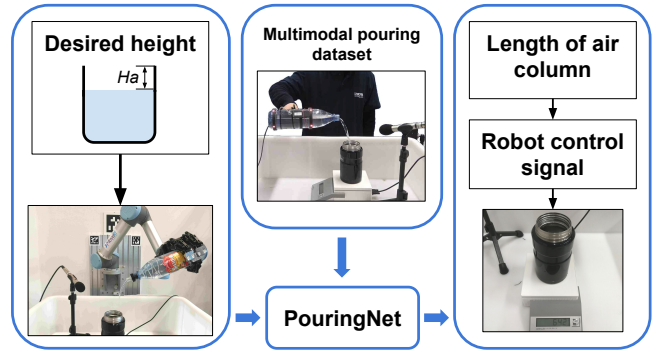 Desired height
Ha
Multimodal pouring
dataset
Length of air
column
Robot control
signal
PouringNet